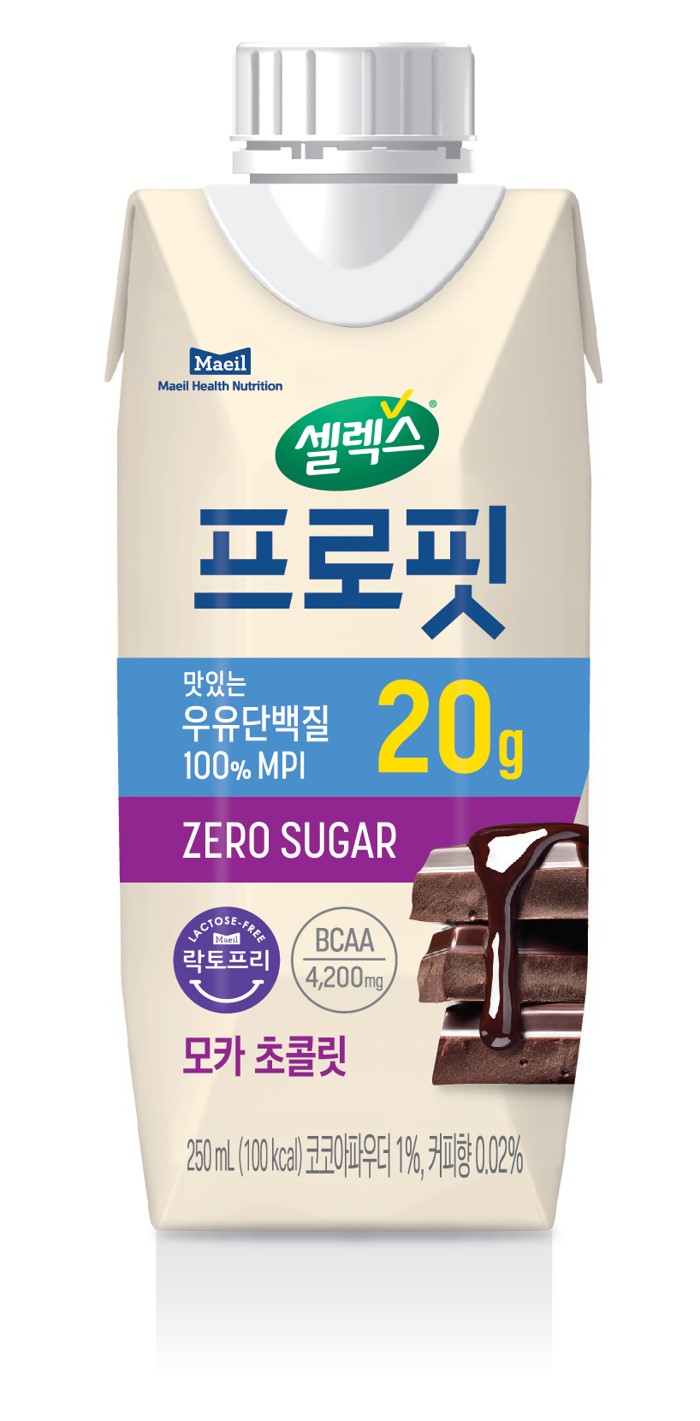 Maeil
Maeil Health Nutrition
셀렉스®
프로핏
맛있는
우유단백질
100% MPI
20g
ZERO SUGAR
LACTOSE-FREE
Maeil
락토프리
BCAA
4,200mg
모카 초콜릿
250 mL (100 kcal) 코코아파우더 1%, 커피향 0.02%